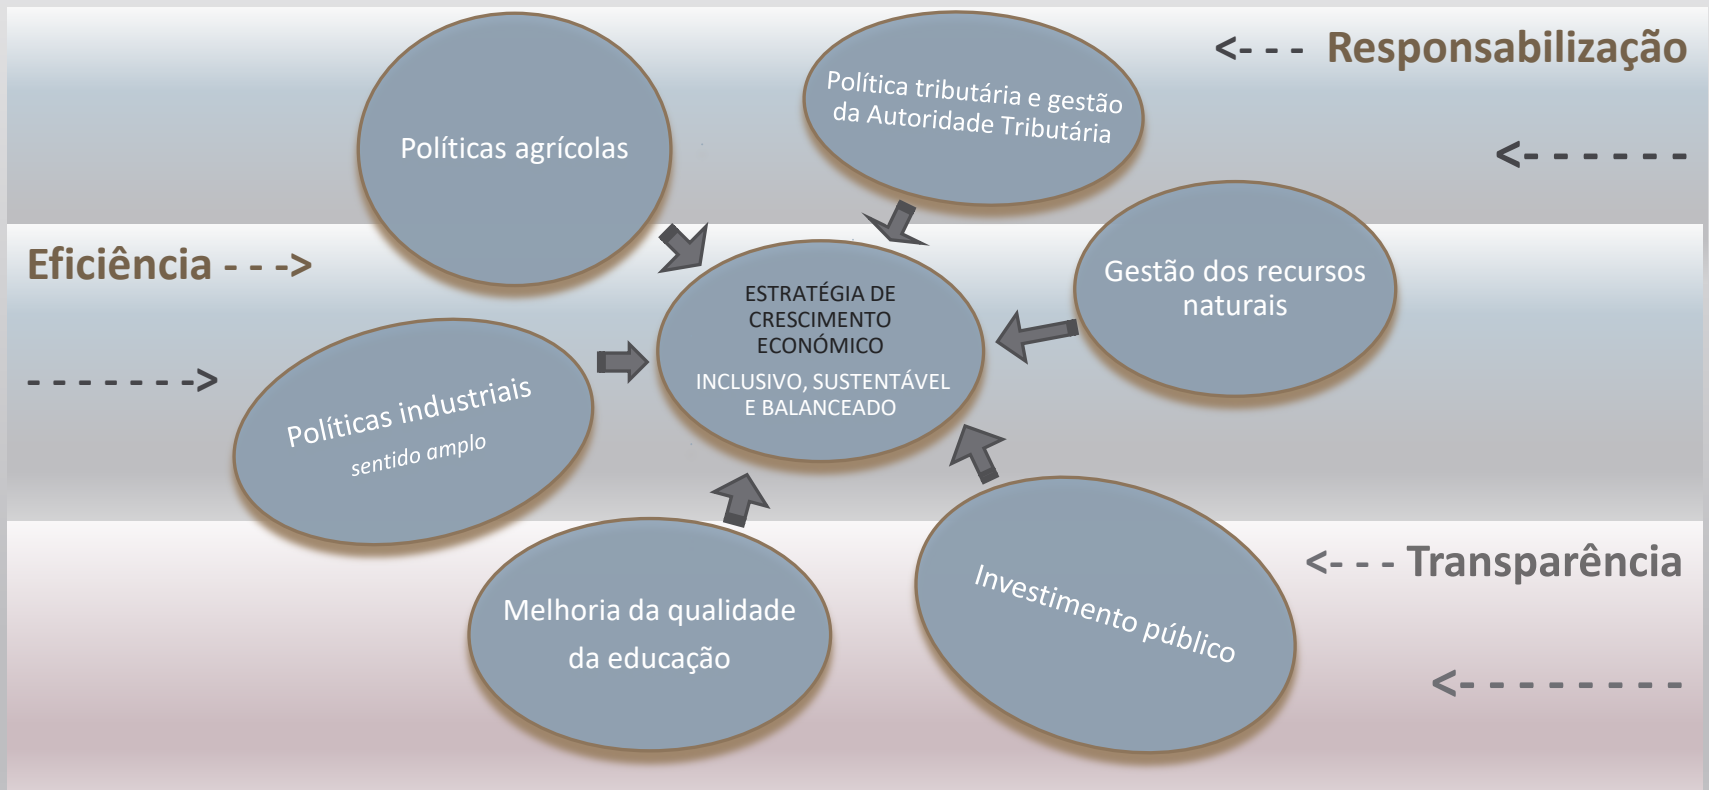 <- - - Responsabilização
Política tributária e gestão
da Autoridade Tributária
Políticas agrícolas
<- - - - - -
Eficiência - - ->
Gestão dos recursos
naturais
ESTRATÉGIA DE
CRESCIMENTO
ECONÓMICO
INCLUSIVO, SUSTENTÁVEL
E BALANCEADO
- - - - - - ->
Políticas industriais
sentido amplo
<- - - Transparência
Melhoria da qualidade
da educação
Investimento público
<- - - - - - - -